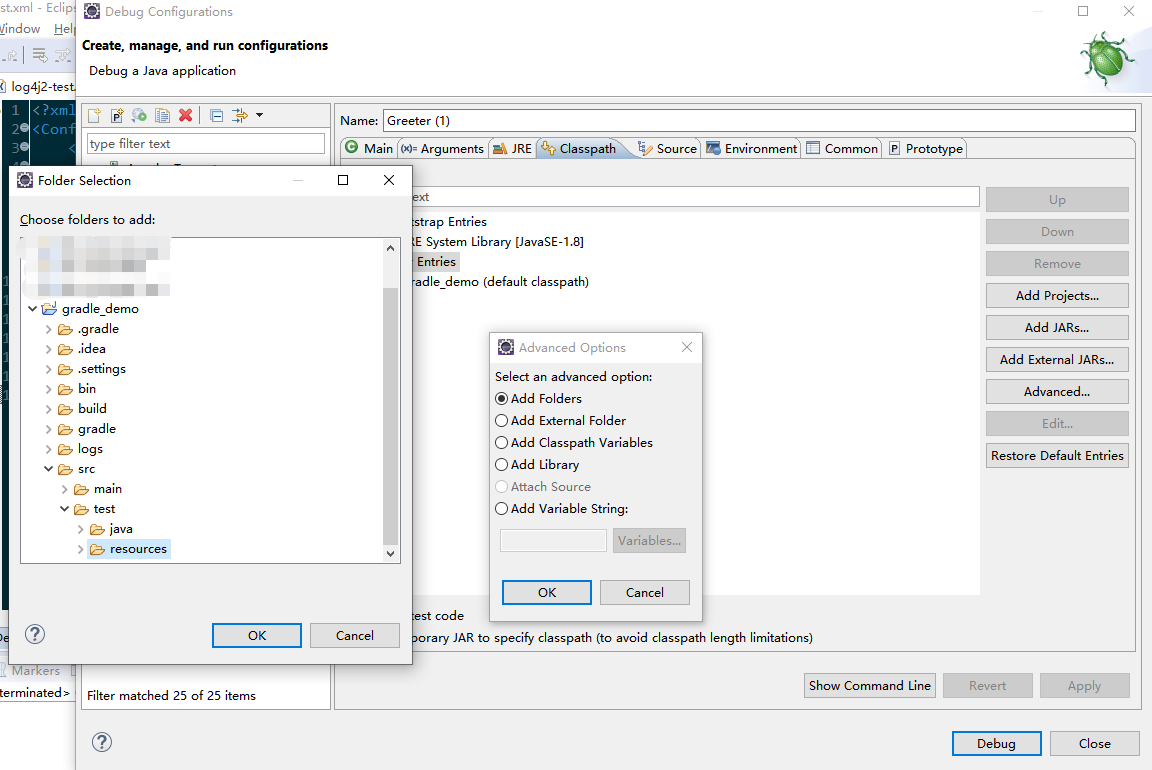 st.xml - Eclips
Debug Configurations
Window Help
Create, manage, and run configurations
Debug a Java application
log4j2-test.
1 <?xml
2 <Conf
3 <
4
Name: Greeter (1)
type filter text
Main (x)= Arguments JRE Classpath Source Environment Common P Prototype
Folder Selection
Choose folders to add:
gradle_demo
.gradle
.idea
.settings
bin
build
gradle
logs
src
main
test
java
resources
OK Cancel
ext
tstrap Entries
RE System Library [JavaSE-1.8]
r Entries
radle_demo (default classpath)
Up
Down
Remove
Add Projects...
Add JARs...
Add External JARs...
Advanced...
Edit...
Restore Default Entries
Advanced Options
Select an advanced option:
Add Folders
Add External Folder
Add Classpath Variables
Add Library
Attach Source
Add Variable String:
Variables...
OK Cancel
test code
porary JAR to specify classpath (to avoid classpath length limitations)
De
Markers
terminated>
Filter matched 25 of 25 items
Show Command Line Revert Apply
Debug Close